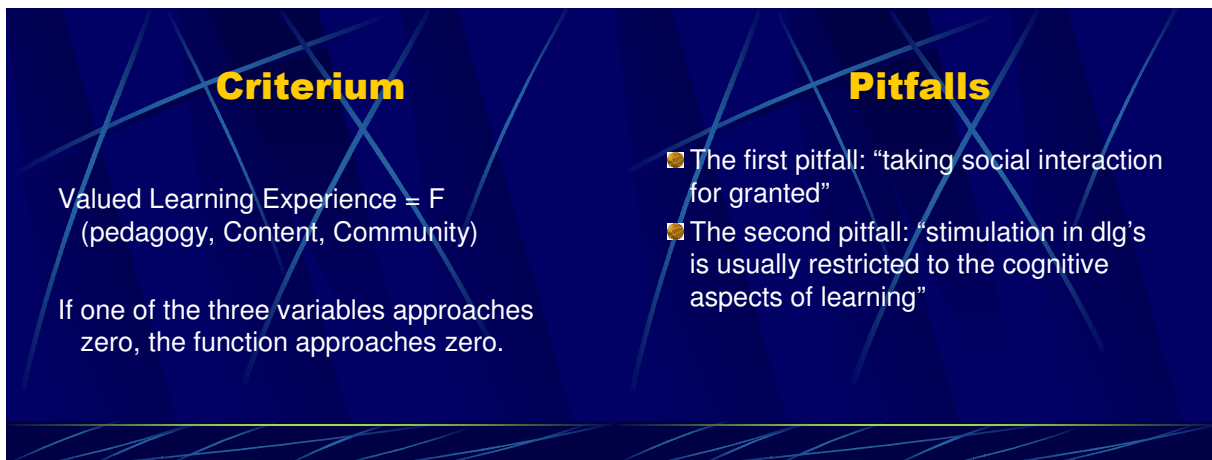 Criterium
Valued Learning Experience = F
(pedagogy, Content, Community)
If one of the three variables approaches
zero, the function approaches zero.
Pitfalls
The first pitfall: “taking social interaction
for granted”
The second pitfall: “stimulation in dlg’s
is usually restricted to the cognitive
aspects of learning”